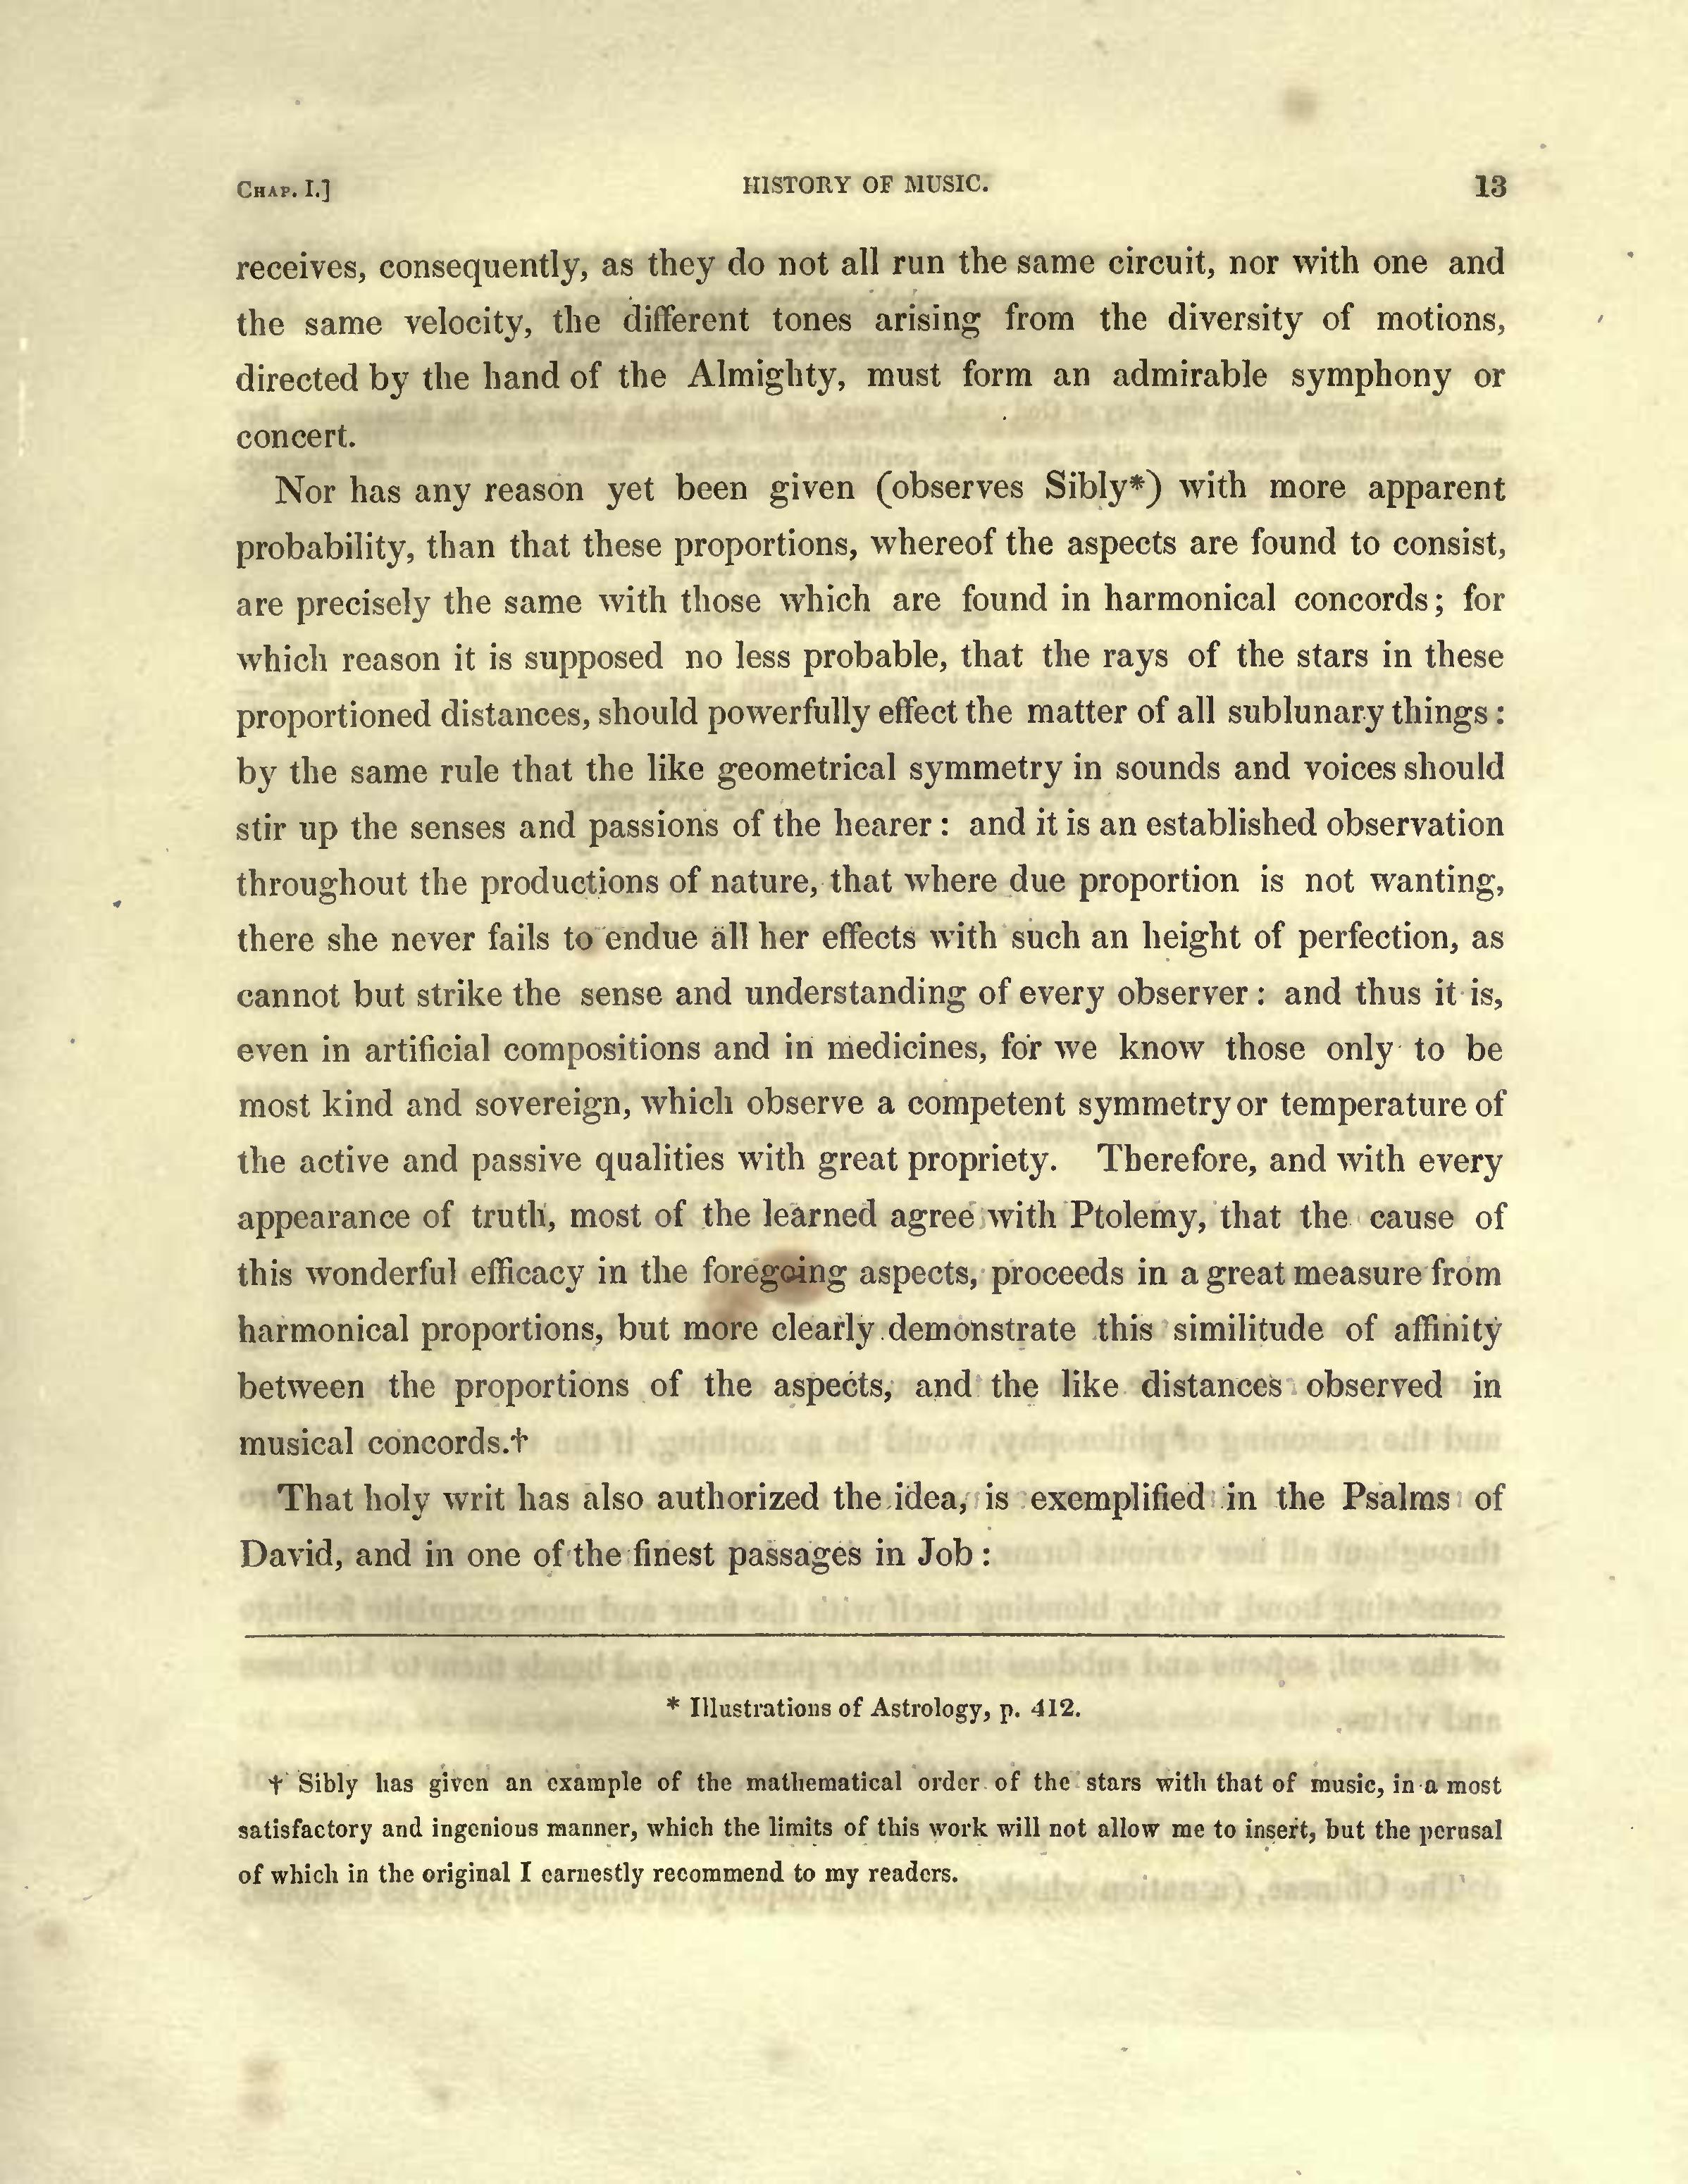 CHAP. I.] HISTORY OF MUSIC. 13
receives, consequently, as they do not all run the same circuit, nor with one and
the same velocity, the different tones arising from the diversity of motions,
directed by the hand of the Almighty, must form an admirable symphony or
concert.
Nor has any reason yet been given (observes Sibly*) with more apparent
probability, than that these proportions, whereof the aspects are found to consist,
are precisely the same with those which are found in harmonical concords; for
which reason it is supposed no less probable, that the rays of the stars in these
proportioned distances, should powerfully effect the matter of all sublunary things:
by the same rule that the like geometrical symmetry in sounds and voices should
stir up the senses and passions of the hearer: and it is an established observation
throughout the productions of nature, that where due proportion is not wanting,
there she never fails to endue all her effects with such an height of perfection, as
cannot but strike the sense and understanding of every observer: and thus it is,
even in artificial compositions and in medicines, for we know those only to be
most kind and sovereign, which observe a competent symmetry or temperature of
the active and passive qualities with great propriety. Therefore, and with every
appearance of truth, most of the learned agree with Ptolemy, that the cause of
this wonderful efficacy in the foregoing aspects, proceeds in a great measure from
harmonical proportions, but more clearly demonstrate this similitude of affinity
between the proportions of the aspects, and the like distances observed in
musical concords.†
That holy writ has also authorized the idea, is exemplified in the Psalms of
David, and in one of the finest passages in Job:
* Illustrations of Astrology, p. 412.
† Sibly has given an example of the mathematical order of the stars with that of music, in a most
satisfactory and ingenious manner, which the limits of this work will not allow me to insert, but the perusal
of which in the original I earnestly recommend to my readers.